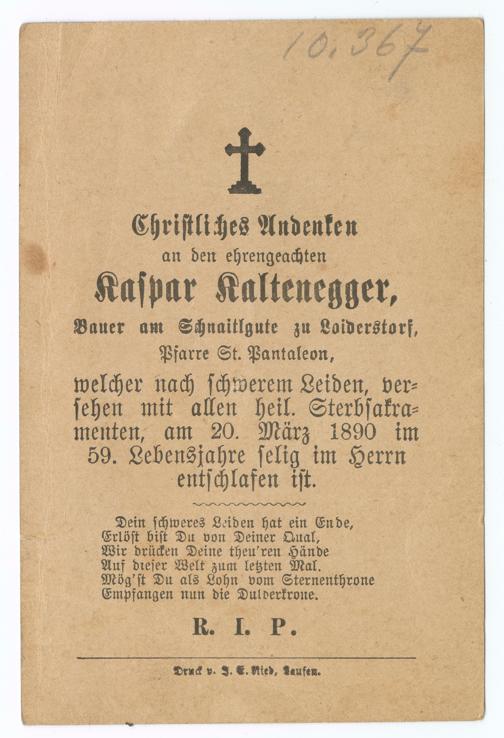 10.367
Christliches Andenken
an den ehrengeachten
Kaspar Kaltenegger,
Bauer am Schnaitlgute zu Loiderstorf,
Pfarre St. Pantaleon,
welcher nach schwerem Leiden, ver-
sehen mit allen heil. Sterbsakra-
menten, am 20. März 1890 im
59. Lebensjahre selig im Herrn
entschlafen ist.
Dein schweres Leiden hat ein Ende,
Erlöst bist Du von Deiner Qual,
Wir drücken Deine theu'ren Hände
Auf dieser Welt zum letzten Mal.
Mög'st Du als Lohn vom Sternenthrone
Empfangen nun die Dulderkrone.
R. I. P.
Druck v. J. E. Ried, Laufen.